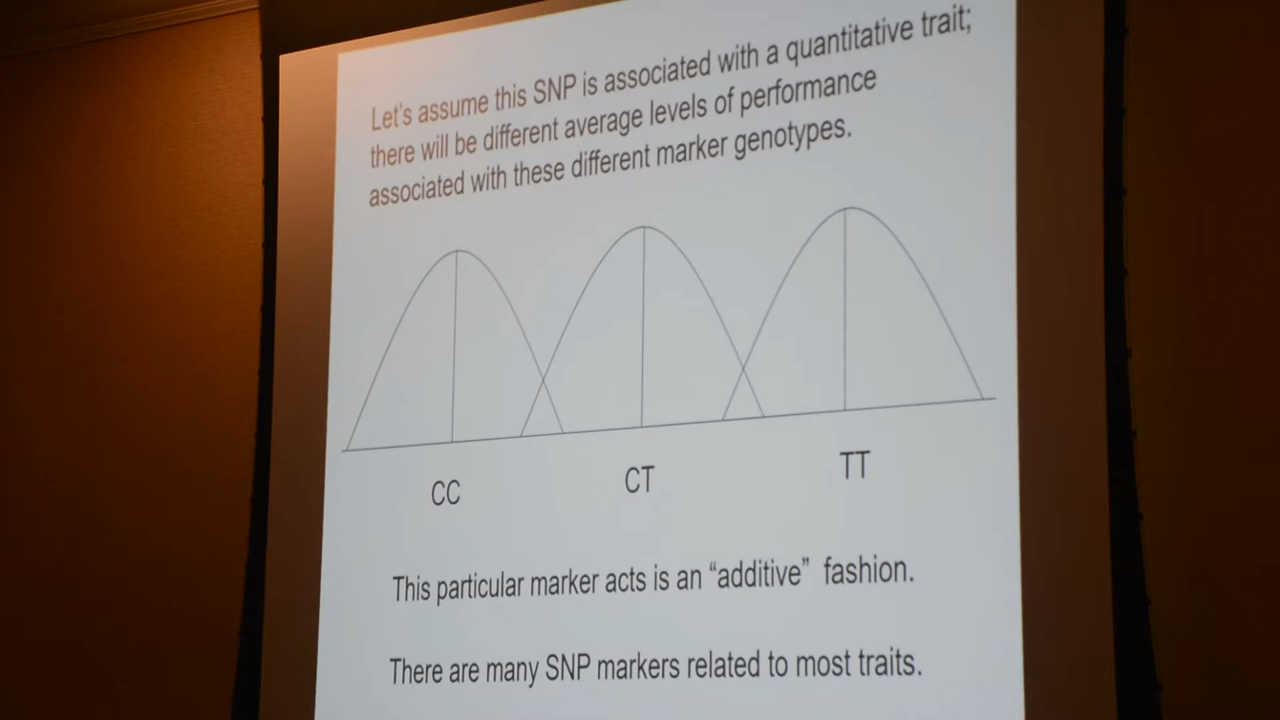 Let's assume this SNP is associated with a quantitative trait;
there will be different average levels of performance
associated with these different marker genotypes.
CC
CT
TT
This particular marker acts is an “additive” fashion.
There are many SNP markers related to most traits.